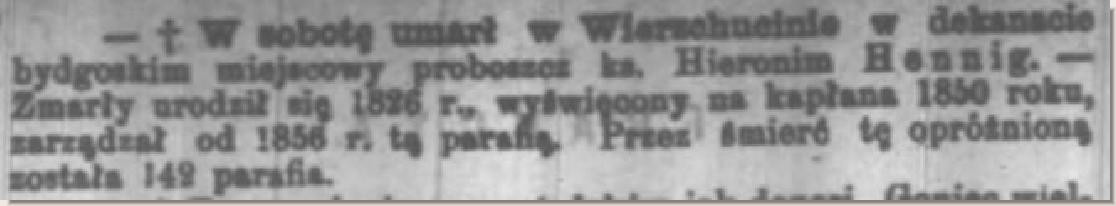 — † W sobotę umarł w Wierzchucinie w dekanacie
bydgoskim miejscowy proboszcz ks. Hieronim Hennig. —
Zmarły urodził się 1826 r., wyświęcony na kapłana 1850 roku,
zarządzał od 1856 r. tą parafią. Przez śmierć tę opróżnioną
została 142 parafia.